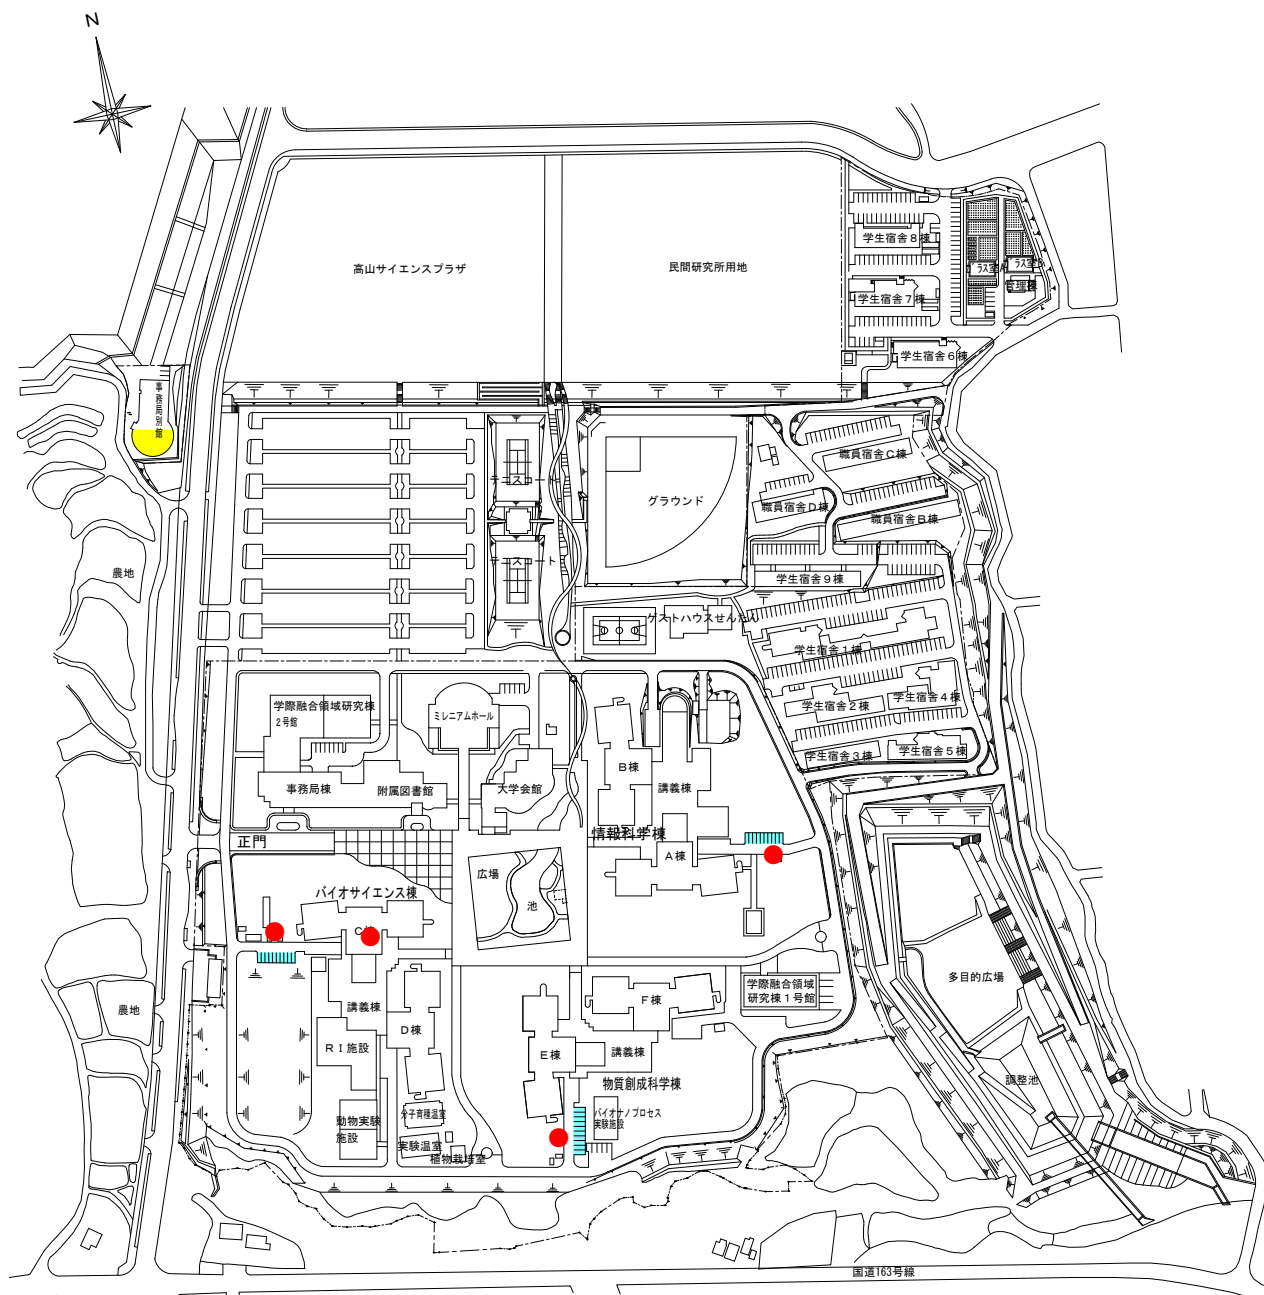 N
高山サイエンスプラザ
民間研究所用地
学生宿舎8棟
学生宿舎7棟
学生宿舎6棟
管理棟
事務局別館
テニスコート
テニスコート
グラウンド
職員宿舎C棟
職員宿舎D棟
職員宿舎B棟
学生宿舎9棟
ゲストハウスせんたん
学生宿舎1棟
学生宿舎2棟
学生宿舎4棟
学生宿舎3棟
学生宿舎5棟
農地
学際融合領域研究棟
2号館
ミレニアムホール
事務局棟
附属図書館
大学会館
B棟
講義棟
情報科学棟
A棟
正門
バイオサイエンス棟
広場
池
講義棟
D棟
RI施設
動物実験
施設
分子育種温室
実験温室
植物栽培室
F棟
E棟
講義棟
物質創成科学棟
バイオナノプロセス
実験施設
学際融合領域
研究棟1号館
多目的広場
調整池
農地
国道163号線